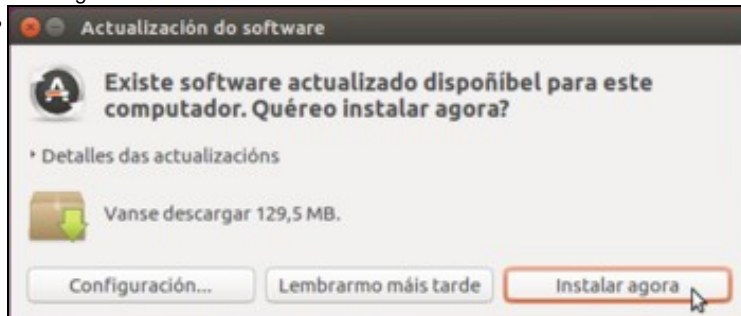 Actualización do software
Existe software actualizado dispoñíbel para este
computador. Quéreo instalar agora?
Detalles das actualizacións
Vanse descargar 129,5 MB.
Configuración... Lembrarmo máis tarde Instalar agora